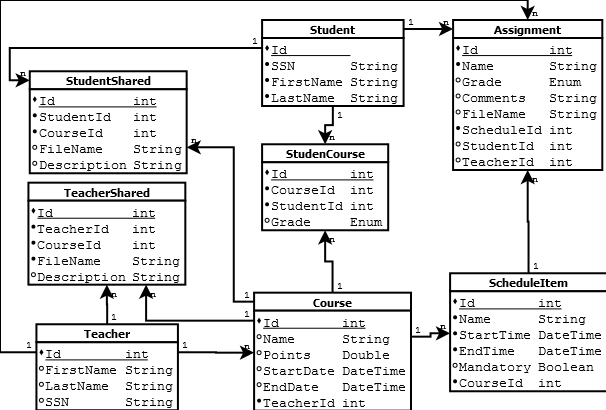 Student
Id
SSN String
FirstName String
LastName String
Assignment
Id int
Name String
Grade Enum
Comments String
FileName String
ScheduleId int
StudentId int
TeacherId int
StudentShared
Id int
StudentId int
CourseId int
FileName String
Description String
StudenCourse
Id int
CourseId int
StudentId int
Grade Enum
TeacherShared
Id int
TeacherId int
CourseId int
FileName String
Description String
Teacher
Id int
FirstName String
LastName String
SSN String
Course
Id int
Name String
Points Double
StartDate DateTime
EndDate DateTime
TeacherId int
ScheduleItem
Id int
Name String
StartTime DateTime
EndTime DateTime
Mandatory Boolean
CourseId int
1
n
1
n
1
n
1
n
1
n
1
n
1
n
1
n
1
n
1
n
1
n